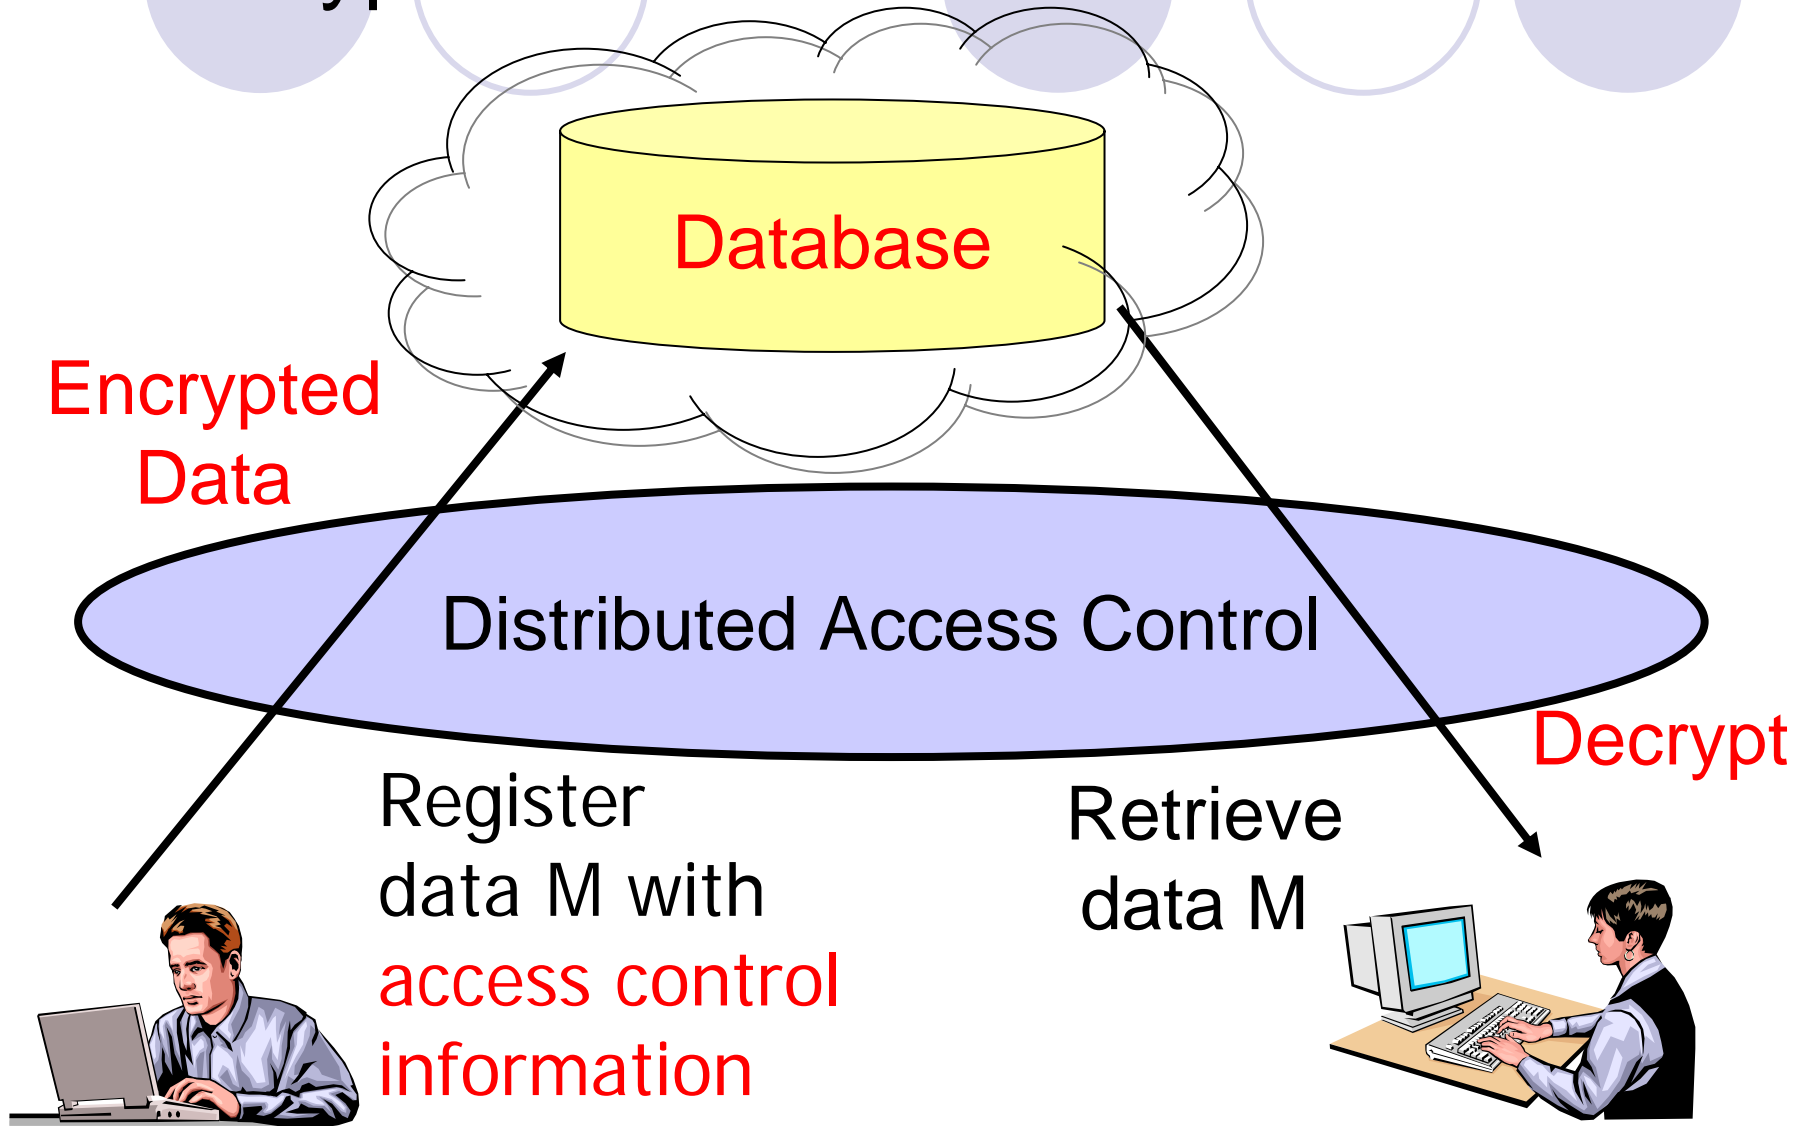 Database
Encrypted
Data
Distributed Access Control
Decrypt
Register
data M with
access control
information
Retrieve
data M